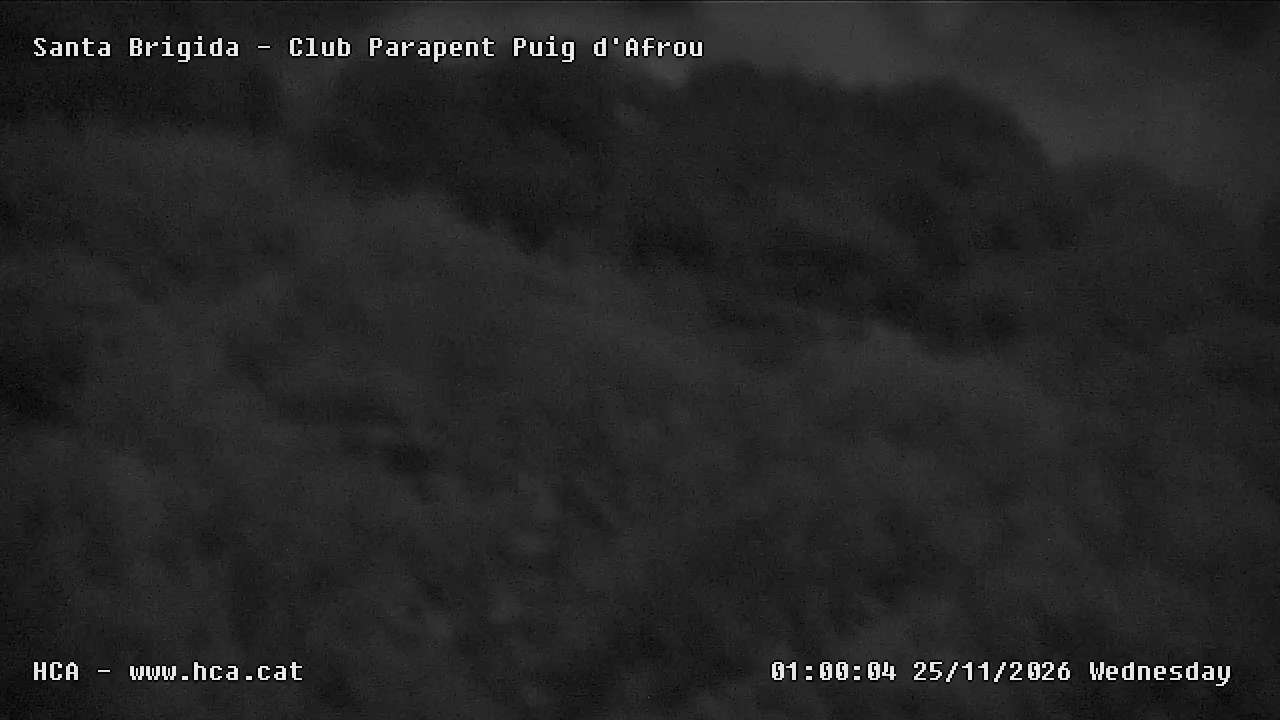 Santa Brigida - Club Parapent Puig d'Afrou
HCA - www.hca.cat
01:00:04 25/11/2026 Wednesday